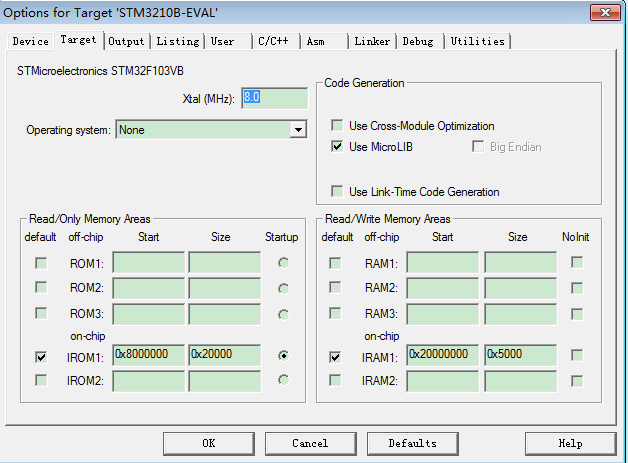 Options for Target 'STM3210B-EVAL'
Device Target Output Listing User C/C++ Asm Linker Debug Utilities
STMicroelectronics STM32F103VB
Xtal (MHz): 8.0
Operating system: None
Code Generation
Use Cross-Module Optimization
Use MicroLIB Big Endian
Use Link-Time Code Generation
Read/Only Memory Areas
default off-chip Start Size Startup
ROM1:
ROM2:
ROM3:
on-chip
IROM1: 0x8000000 0x20000
IROM2:
Read/Write Memory Areas
default off-chip Start Size NoInit
RAM1:
RAM2:
RAM3:
on-chip
IRAM1: 0x20000000 0x5000
IRAM2:
OK Cancel Defaults Help